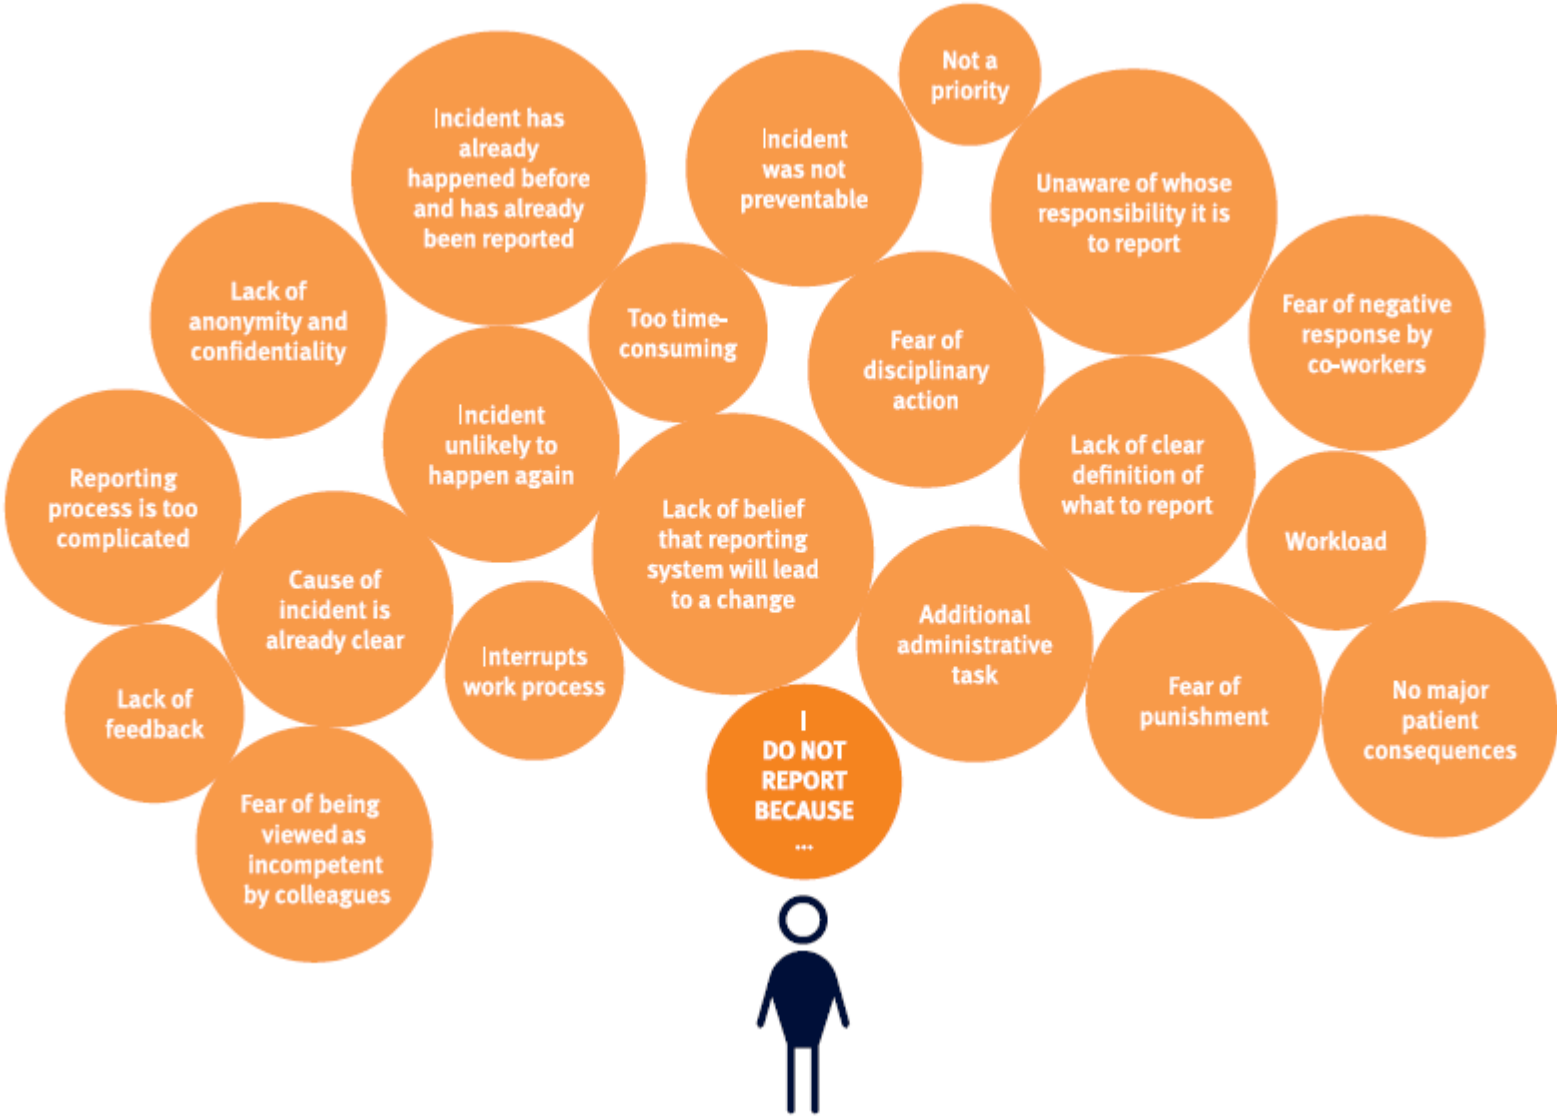 Not a
priority
Incident has
already
happened before
and has already
been reported
Incident
was not
preventable
Unaware of whose
responsibility it is
to report
Lack of
anonymity and
confidentiality
Too time-
consuming
Fear of
disciplinary
action
Fear of negative
response by
co-workers
Reporting
process is too
complicated
Incident
unlikely to
happen again
Lack of belief
that reporting
system will lead
to a change
Lack of clear
definition of
what to report
Workload
Cause of
incident is
already clear
Interrupts
work process
Additional
administrative
task
Fear of
punishment
No major
patient
consequences
Lack of
feedback
Fear of being
viewed as
incompetent
by colleagues
I
DO NOT
REPORT
BECAUSE
...